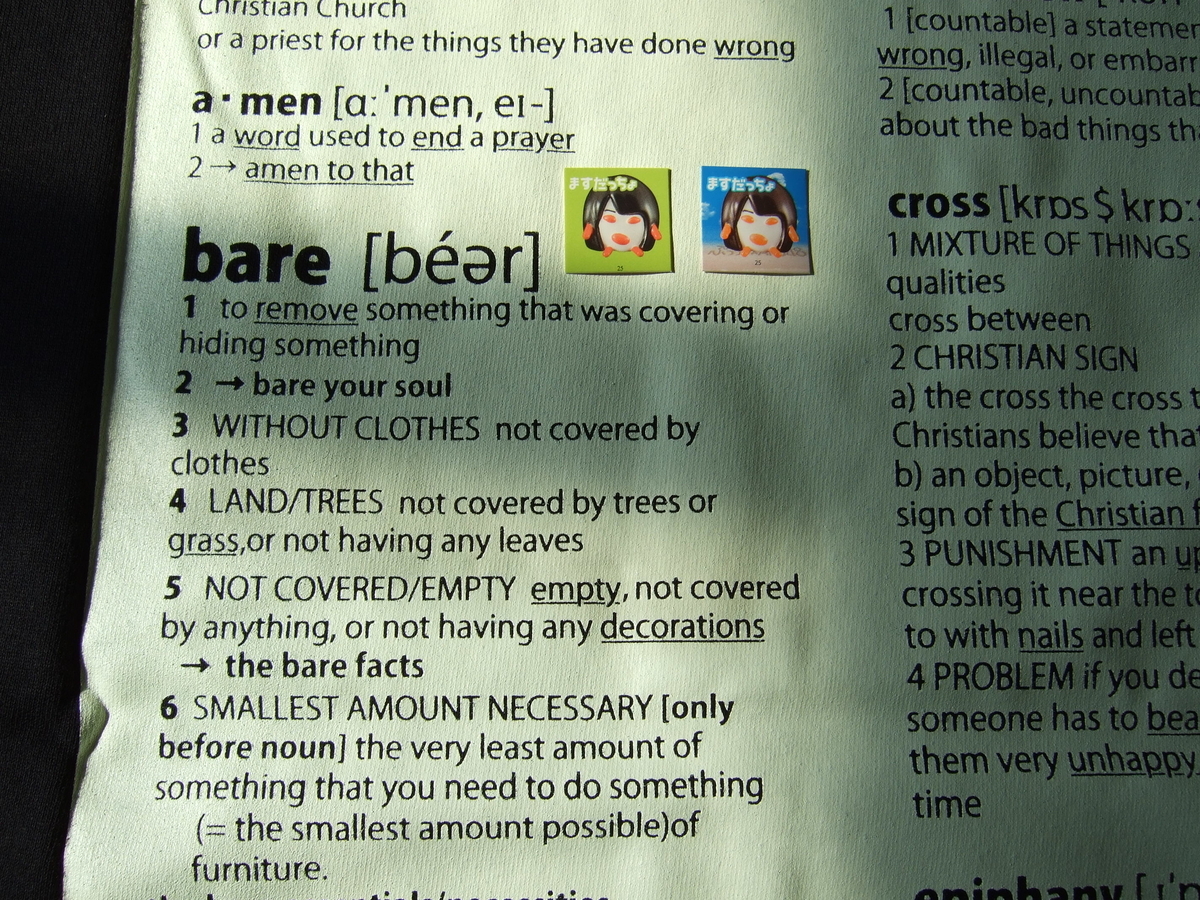 Christian Church
or a priest for the things they have done wrong
a·men [ɑːˈmen, eɪ-]
1 a word used to end a prayer
2 → amen to that
ますだっちょ
25
ますだっちょ
25
bare [béər]
1 to remove something that was covering or
hiding something
2 → bare your soul
3 WITHOUT CLOTHES not covered by
clothes
4 LAND/TREES not covered by trees or
grass,or not having any leaves
5 NOT COVERED/EMPTY empty, not covered
by anything, or not having any decorations
→ the bare facts
6 SMALLEST AMOUNT NECESSARY [only
before noun] the very least amount of
something that you need to do something
(= the smallest amount possible)of
furniture.
1 [countable] a statemen
wrong, illegal, or embarr
2 [countable, uncountab
about the bad things th
cross [krɒs $ krɒː
1 MIXTURE OF THINGS
qualities
cross between
2 CHRISTIAN SIGN
a) the cross the cross t
Christians believe that
b) an object, picture,
sign of the Christian f
3 PUNISHMENT an up
crossing it near the to
to with nails and left
4 PROBLEM if you de
someone has to bea
them very unhappy
time
epiphany [ɪˈp